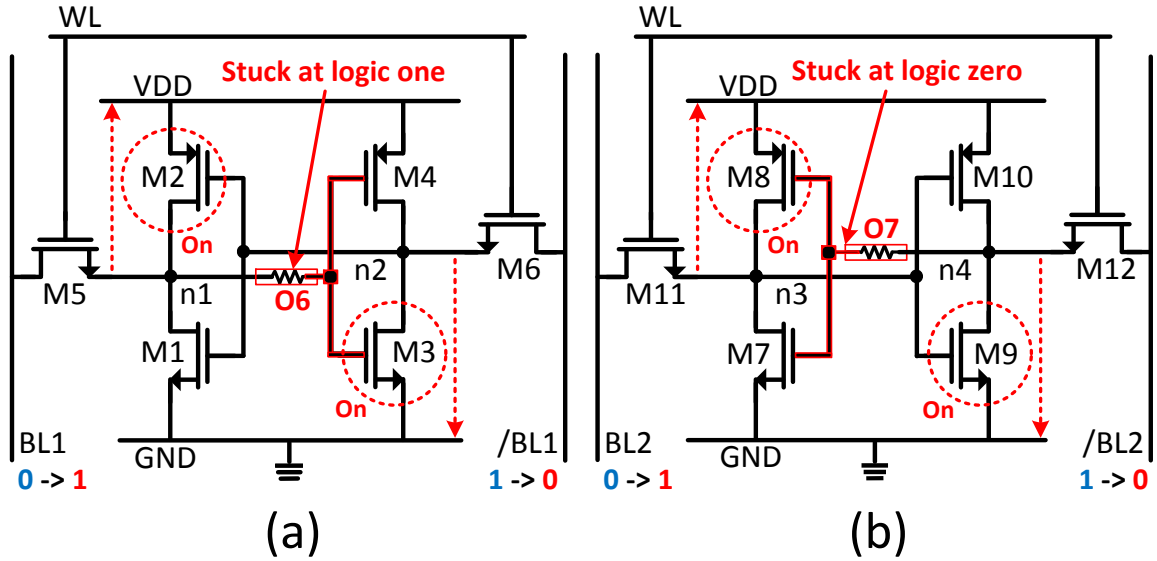 WL
Stuck at logic one
VDD
M2
M4
On
M5
n1
O6
n2
M6
M1
M3
On
BL1
GND
/BL1
0 -> 1
1 -> 0
(a)
WL
Stuck at logic zero
VDD
M8
M10
On
O7
M11
n3
n4
M12
M7
M9
On
BL2
GND
/BL2
0 -> 1
1 -> 0
(b)